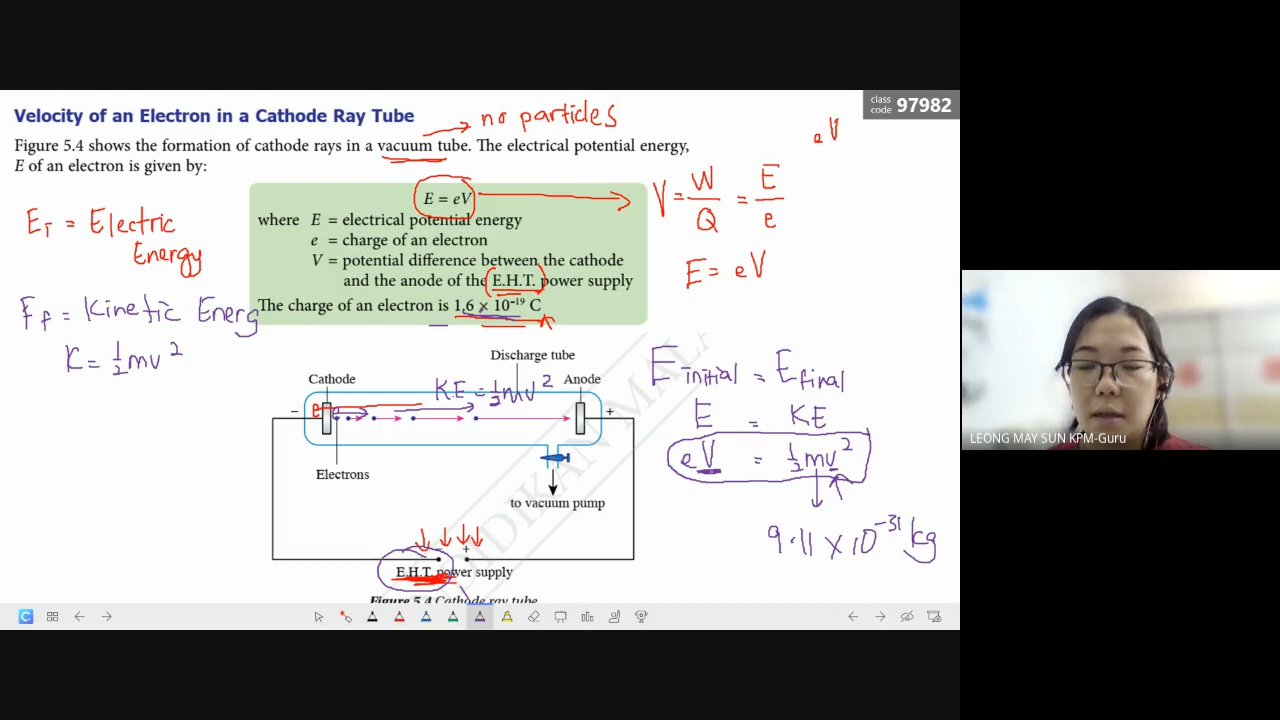 class
code 97982
Velocity of an Electron in a Cathode Ray Tube
no particles
eV
Figure 5.4 shows the formation of cathode rays in a vacuum tube. The electrical potential energy,
E of an electron is given by:
E = eV
V = W/Q = E/e
where E = electrical potential energy
e = charge of an electron
V = potential difference between the cathode
and the anode of the E.H.T. power supply
The charge of an electron is 1.6 × 10⁻¹⁹ C
E = eV
E_T = Electric
Energy
F_f = Kinetic Energ
K = ½mv²
Discharge tube
Cathode
KE = ½mv²
Anode
− e +
Electrons
to vacuum pump
E initial = E final
E = KE
eV = ½mv²
9.11 × 10⁻³¹ kg
− +
E.H.T. power supply
Figure 5.4 Cathode ray tube
LEONG MAY SUN KPM-Guru